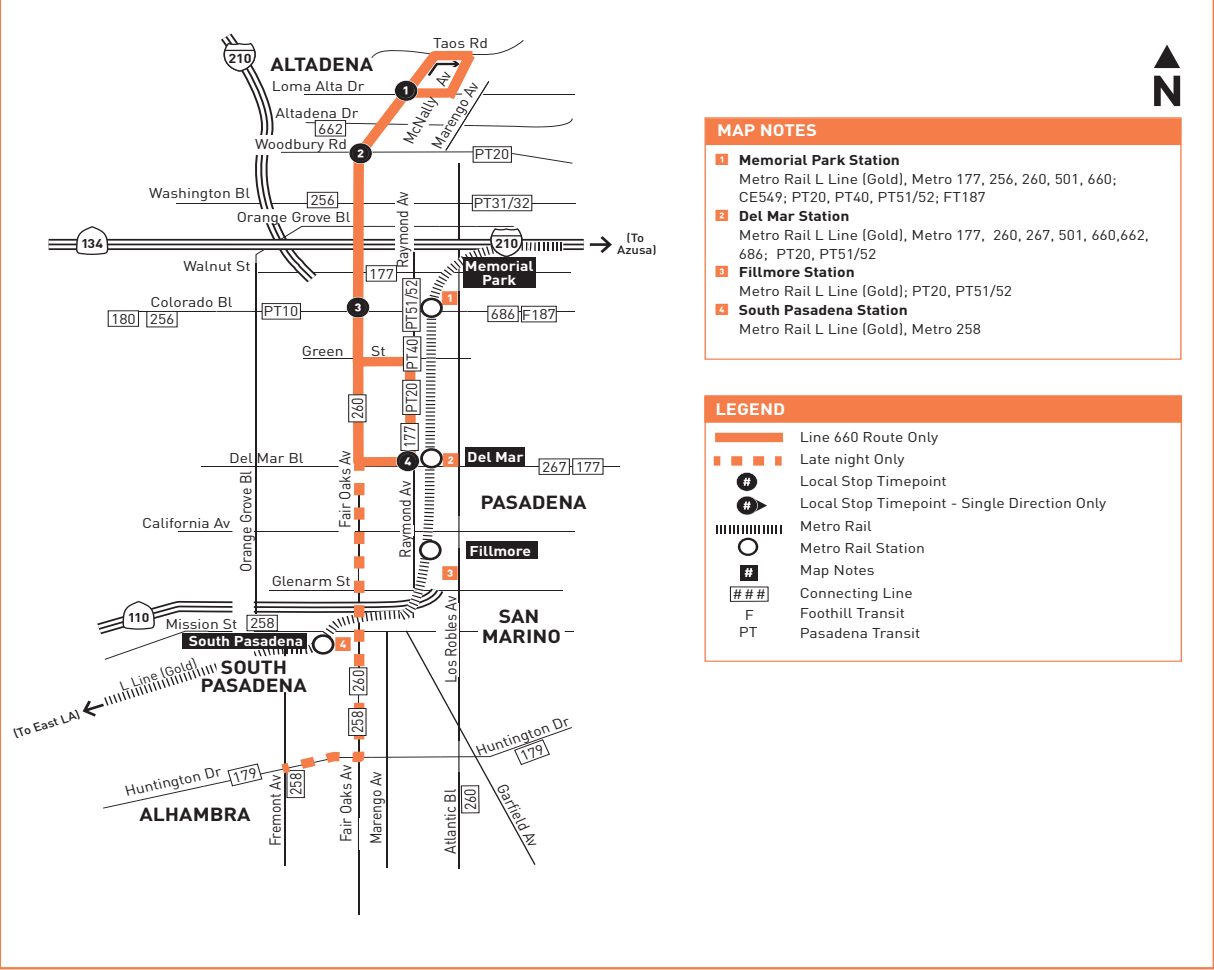 Taos Rd
210
ALTADENA
Loma Alta Dr
1
McNally Av
Marengo Av
Altadena Dr
662
Woodbury Rd
2
PT20
Washington Bl
256
PT31/32
Orange Grove Bl
Raymond Av
134
210
(To
Azusa)
Walnut St
177
Memorial
Park
Colorado Bl
180
256
PT10
3
PT51/52
1
686
F187
Green St
PT40
260
PT20
177
Del Mar Bl
4
2
Del Mar
267
177
Orange Grove Bl
Fair Oaks Av
Raymond Av
PASADENA
California Av
Fillmore
3
Glenarm St
110
Mission St
258
SAN
MARINO
Los Robles Av
South Pasadena
4
L Line (Gold)
SOUTH
PASADENA
260
(To East LA)
258
Huntington Dr
179
Huntington Dr
179
258
ALHAMBRA
Fremont Av
Fair Oaks Av
Marengo Av
Atlantic Bl
260
Garfield Av
N
MAP NOTES
1 Memorial Park Station
Metro Rail L Line (Gold), Metro 177, 256, 260, 501, 660;
CE549; PT20, PT40, PT51/52; FT187
2 Del Mar Station
Metro Rail L Line (Gold), Metro 177, 260, 267, 501, 660,662,
686; PT20, PT51/52
3 Fillmore Station
Metro Rail L Line (Gold); PT20, PT51/52
4 South Pasadena Station
Metro Rail L Line (Gold), Metro 258
LEGEND
Line 660 Route Only
Late night Only
# Local Stop Timepoint
# Local Stop Timepoint - Single Direction Only
Metro Rail
Metro Rail Station
# Map Notes
### Connecting Line
F Foothill Transit
PT Pasadena Transit